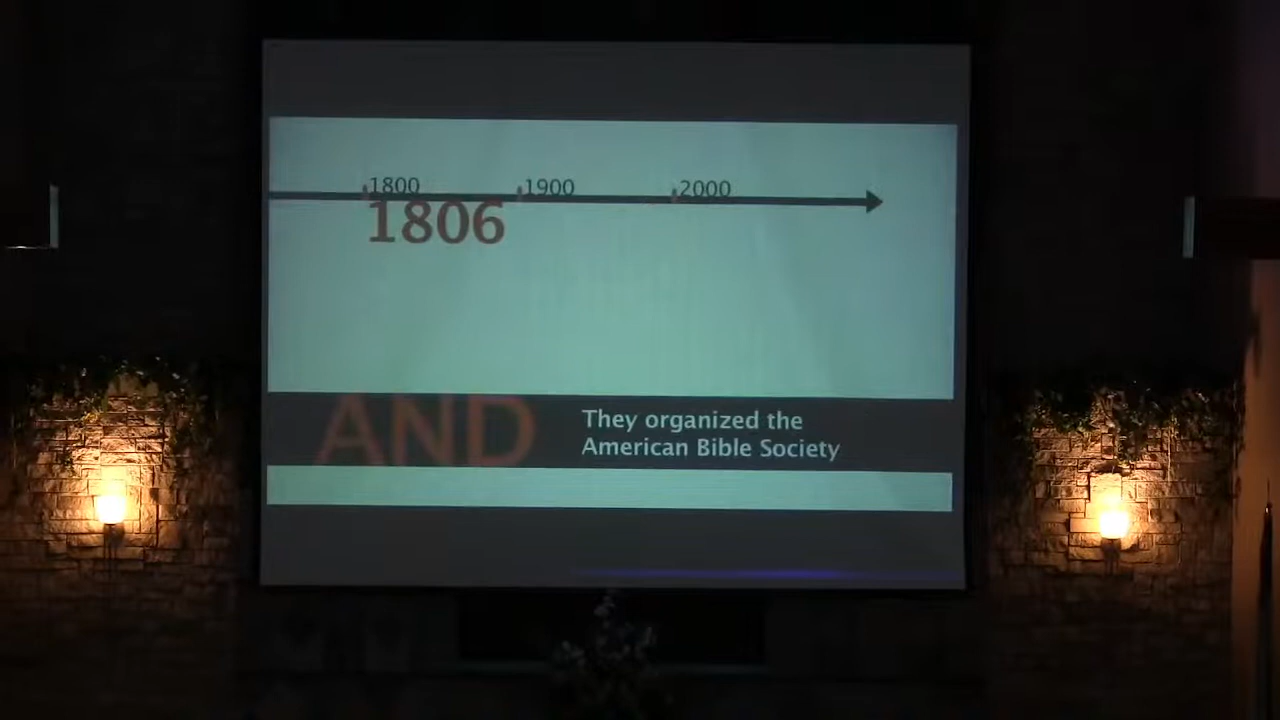 1800 1900 2000
1806
AND
They organized the
American Bible Society